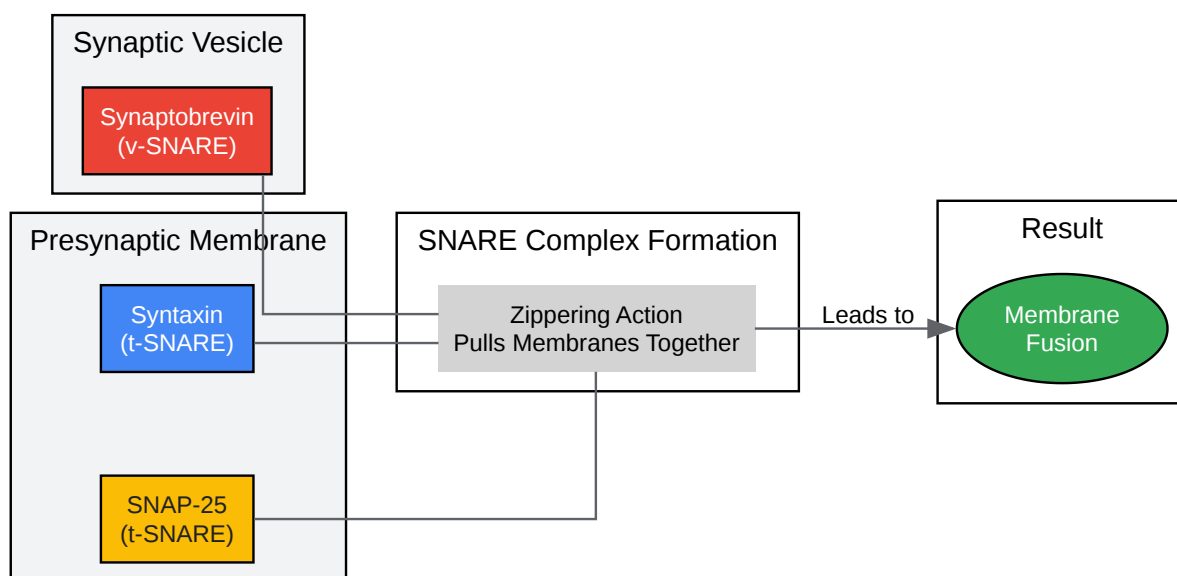 Synaptic Vesicle
Synaptobrevin
(v-SNARE)
Presynaptic Membrane
Syntaxin
(t-SNARE)
SNAP-25
(t-SNARE)
SNARE Complex Formation
Zippering Action
Pulls Membranes Together
Leads to
Result
Membrane
Fusion